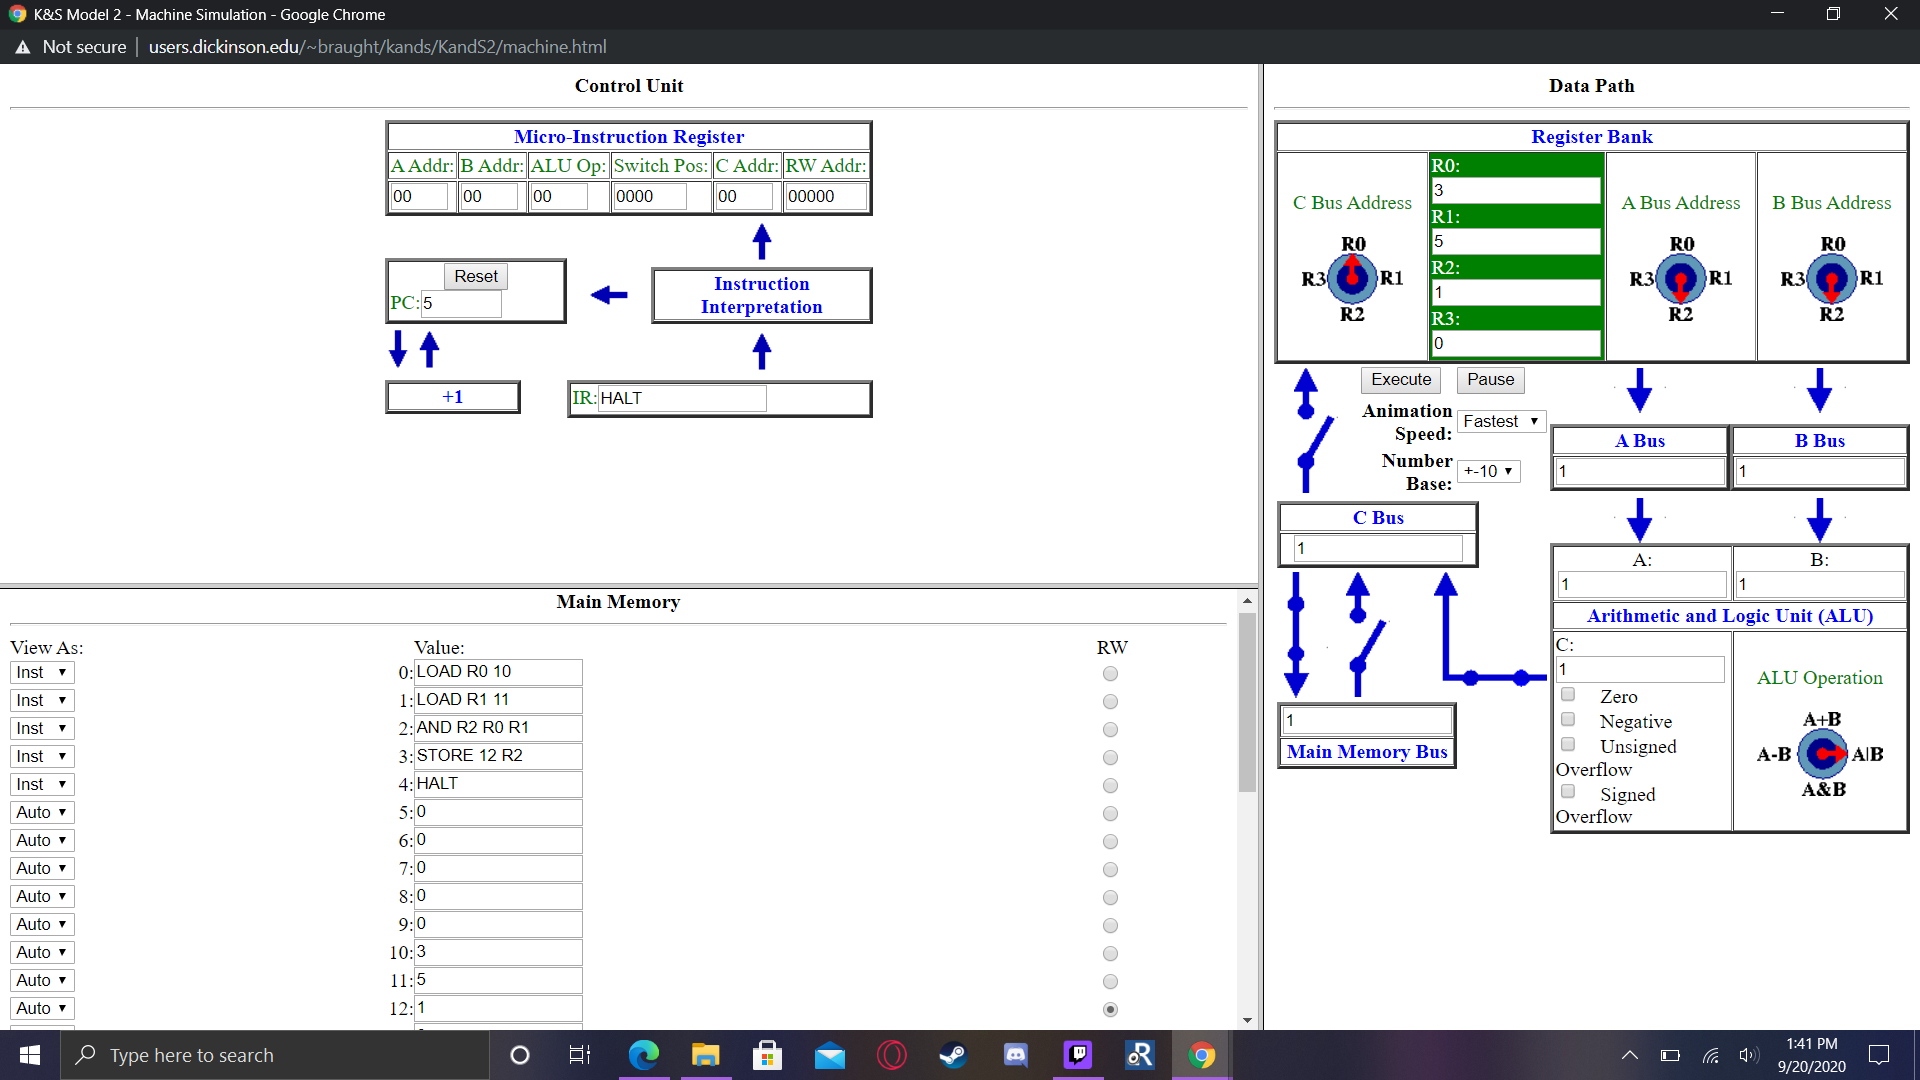 K&S Model 2 - Machine Simulation - Google Chrome
Not secure | users.dickinson.edu/~braught/kands/KandS2/machine.html
Control Unit
Micro-Instruction Register
A Addr: B Addr: ALU Op: Switch Pos: C Addr: RW Addr:
00 00 00 0000 00 00000
Reset
PC: 5
Instruction
Interpretation
+1
IR: HALT
Main Memory
View As: Value: RW
Inst 0: LOAD R0 10
Inst 1: LOAD R1 11
Inst 2: AND R2 R0 R1
Inst 3: STORE 12 R2
Inst 4: HALT
Auto 5: 0
Auto 6: 0
Auto 7: 0
Auto 8: 0
Auto 9: 0
Auto 10: 3
Auto 11: 5
Auto 12: 1
Data Path
Register Bank
C Bus Address
R0
R3 R1
R2
R0:
3
R1:
5
R2:
1
R3:
0
A Bus Address
R0
R3 R1
R2
B Bus Address
R0
R3 R1
R2
Execute Pause
Animation
Speed: Fastest
Number
Base: +-10
A Bus
1
B Bus
1
C Bus
1
A: B:
1 1
Arithmetic and Logic Unit (ALU)
C:
1
Zero
Negative
Unsigned
Overflow
Signed
Overflow
ALU Operation
A+B
A-B A|B
A&B
1
Main Memory Bus
Type here to search
1:41 PM
9/20/2020